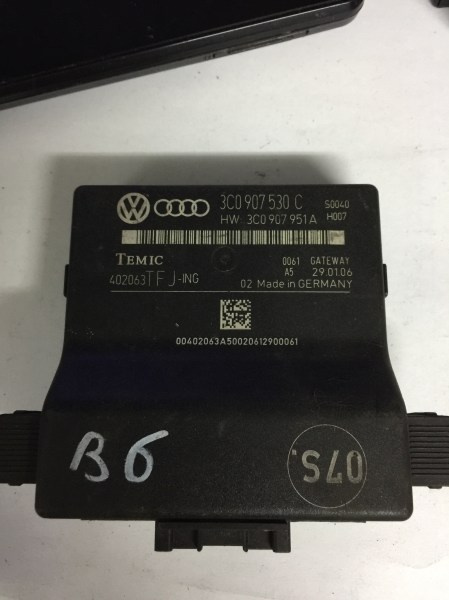 3C0 907 530 C S0040
HW: 3C0 907 951 A H007
TEMIC 0061 GATEWAY
402063TFJ-ING A5 29.01.06
02 Made in GERMANY
00402063A50020612900061
B6
07S.